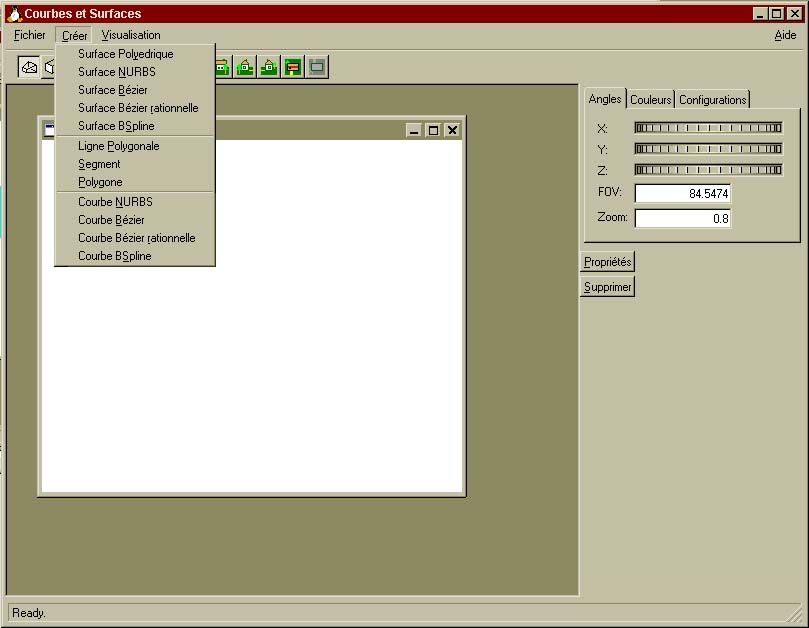 Courbes et Surfaces
Fichier Créer Visualisation Aide
Surface Polyedrique
Surface NURBS
Surface Bézier
Surface Bézier rationnelle
Surface BSpline
Ligne Polygonale
Segment
Polygone
Courbe NURBS
Courbe Bézier
Courbe Bézier rationnelle
Courbe BSpline
Angles Couleurs Configurations
X:
Y:
Z:
FOV: 84.5474
Zoom: 0.8
Propriétés
Supprimer
Ready.